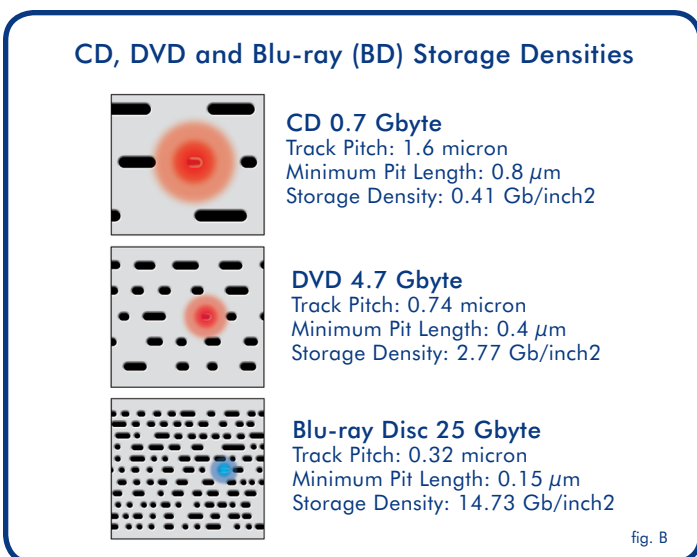 CD, DVD and Blu-ray (BD) Storage Densities
CD 0.7 Gbyte
Track Pitch: 1.6 micron
Minimum Pit Length: 0.8 µm
Storage Density: 0.41 Gb/inch2
DVD 4.7 Gbyte
Track Pitch: 0.74 micron
Minimum Pit Length: 0.4 µm
Storage Density: 2.77 Gb/inch2
Blu-ray Disc 25 Gbyte
Track Pitch: 0.32 micron
Minimum Pit Length: 0.15 µm
Storage Density: 14.73 Gb/inch2
fig. B